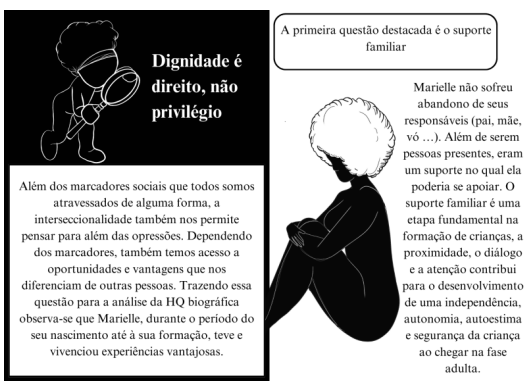 Dignidade é
direito, não
privilégio
Além dos marcadores sociais que todos somos
atravessados de alguma forma, a
interseccionalidade também nos permite
pensar para além das opressões. Dependendo
dos marcadores, também temos acesso a
oportunidades e vantagens que nos
diferenciam de outras pessoas. Trazendo essa
questão para a análise da HQ biográfica
observa-se que Marielle, durante o período do
seu nascimento até à sua formação, teve e
vivenciou experiências vantajosas.
A primeira questão destacada é o suporte
familiar
Marielle não sofreu
abandono de seus
responsáveis (pai, mãe,
vó …). Além de serem
pessoas presentes, eram
um suporte no qual ela
poderia se apoiar. O
suporte familiar é uma
etapa fundamental na
formação de crianças, a
proximidade, o diálogo
e a atenção contribui
para o desenvolvimento
de uma independência,
autonomia, autoestima
e segurança da criança
ao chegar na fase
adulta.